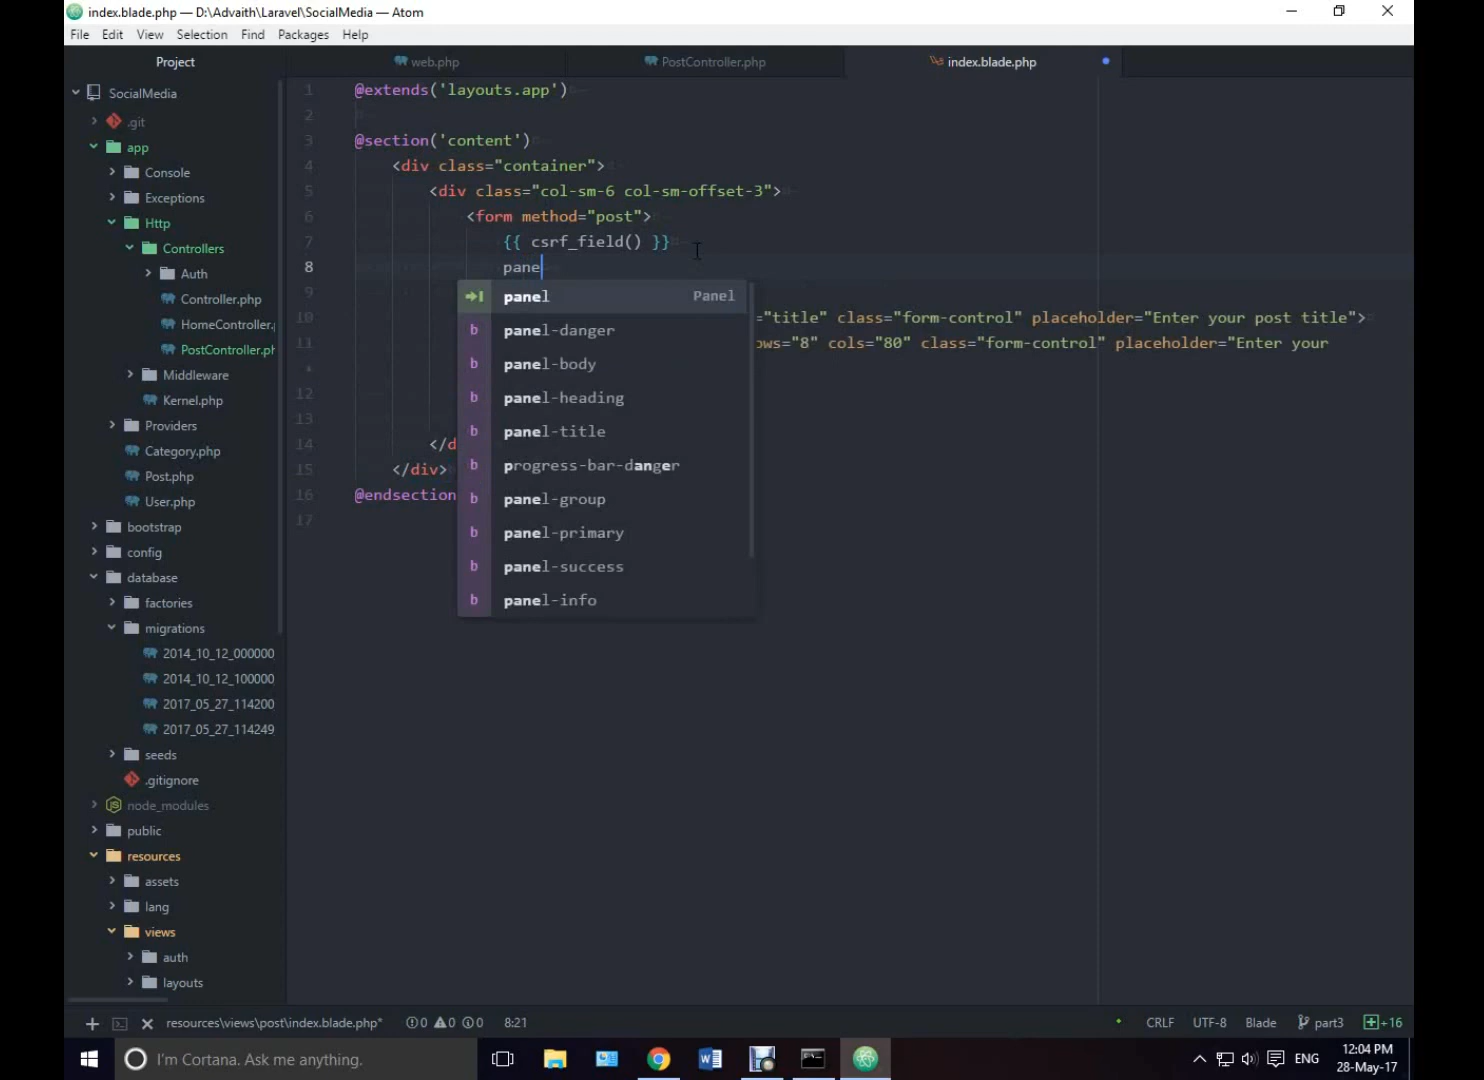 index.blade.php — D:\Advaith\Laravel\SocialMedia — Atom
File Edit View Selection Find Packages Help
Project
web.php
PostController.php
index.blade.php
SocialMedia
.git
app
Console
Exceptions
Http
Controllers
Auth
Controller.php
HomeController.
PostController.ph
Middleware
Kernel.php
Providers
Category.php
Post.php
User.php
bootstrap
config
database
factories
migrations
2014_10_12_000000
2014_10_12_100000
2017_05_27_114200
2017_05_27_114249
seeds
.gitignore
node_modules
public
resources
assets
lang
views
auth
layouts
1 @extends('layouts.app')
2
3 @section('content')
4 <div class="container">
5 <div class="col-sm-6 col-sm-offset-3">
6 <form method="post">
7 {{ csrf_field() }}
8 pane
9
10 ="title" class="form-control" placeholder="Enter your post title">
11 ows="8" cols="80" class="form-control" placeholder="Enter your
12
13
14 </d
15 </div>
16 @endsection
17
panel Panel
b panel-danger
b panel-body
b panel-heading
b panel-title
b progress-bar-danger
b panel-group
b panel-primary
b panel-success
b panel-info
resources\views\post\index.blade.php* 0 0 0 8:21
CRLF UTF-8 Blade part3 +16
I'm Cortana. Ask me anything.
ENG
12:04 PM
28-May-17